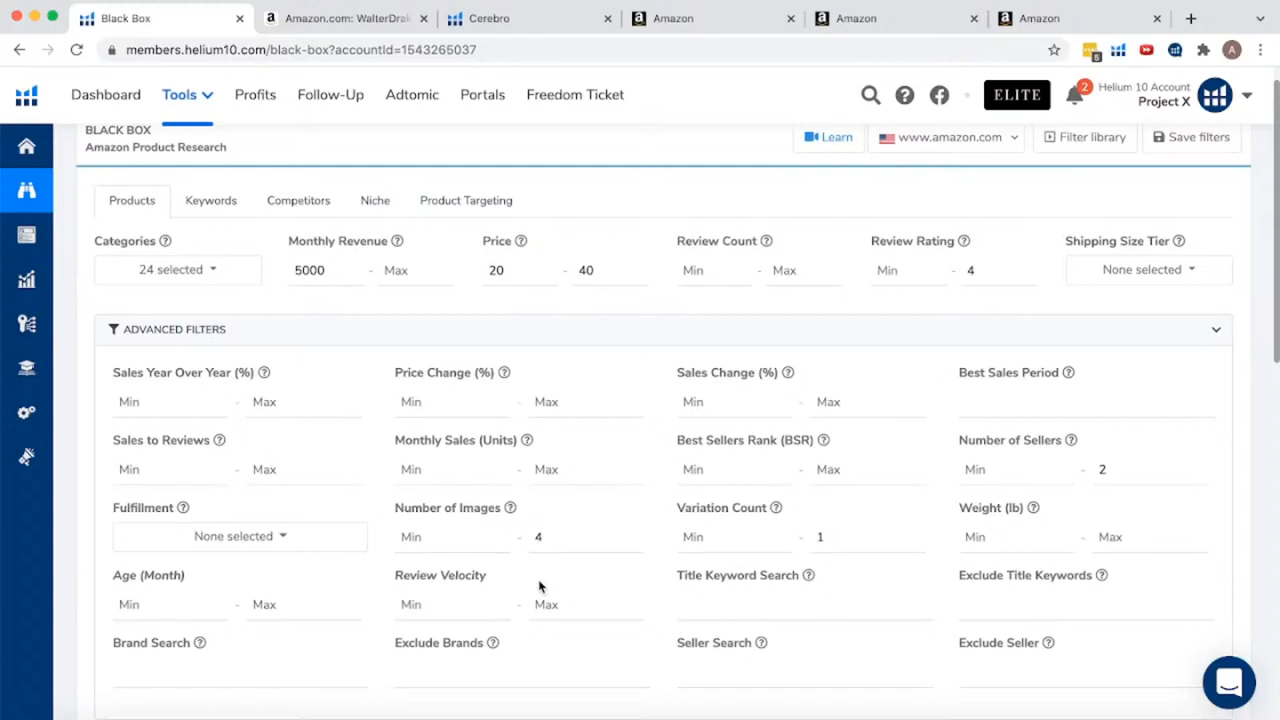 Black Box
Amazon.com: WalterDrak
Cerebro
Amazon
Amazon
Amazon
members.helium10.com/black-box?accountId=1543265037
5
A
Dashboard
Tools
Profits
Follow-Up
Adtomic
Portals
Freedom Ticket
ELITE
2
Helium 10 Account
Project X
BLACK BOX
Amazon Product Research
Learn
www.amazon.com
Filter library
Save filters
Products
Keywords
Competitors
Niche
Product Targeting
Categories
Monthly Revenue
Price
Review Count
Review Rating
Shipping Size Tier
24 selected
5000 - Max
20 - 40
Min - Max
Min - 4
None selected
ADVANCED FILTERS
Sales Year Over Year (%)
Price Change (%)
Sales Change (%)
Best Sales Period
Min - Max
Min - Max
Min - Max
Sales to Reviews
Monthly Sales (Units)
Best Sellers Rank (BSR)
Number of Sellers
Min - Max
Min - Max
Min - Max
Min - 2
Fulfillment
Number of Images
Variation Count
Weight (lb)
None selected
Min - 4
Min - 1
Min - Max
Age (Month)
Review Velocity
Title Keyword Search
Exclude Title Keywords
Min - Max
Min - Max
Brand Search
Exclude Brands
Seller Search
Exclude Seller